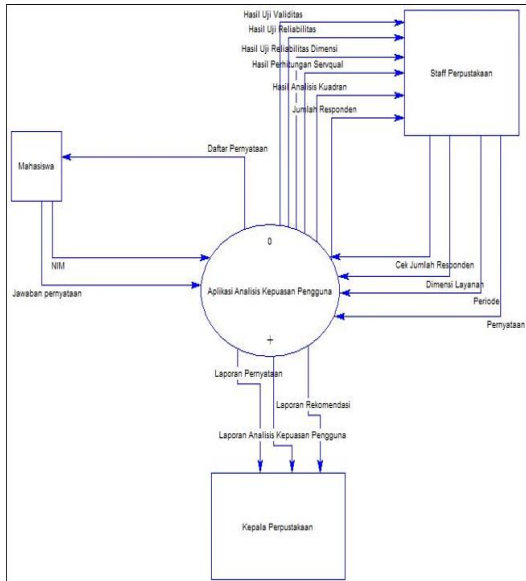 Hasil Uji Validitas
Hasil Uji Reliabilitas
Hasil Uji Reliabilitas Dimensi
Hasil Perhitungan Servqual
Hasil Analisis Kuadran
Jumlah Responden
Staff Perpustakaan
Daftar Pernyataan
Mahasiswa
NIM
Jawaban pernyataan
0
Aplikasi Analisis Kepuasan Pengguna
+
Cek Jumlah Responden
Dimensi Layanan
Periode
Pernyataan
Laporan Pernyataan
Laporan Rekomendasi
Laporan Analisis Kepuasan Pengguna
Kepala Perpustakaan